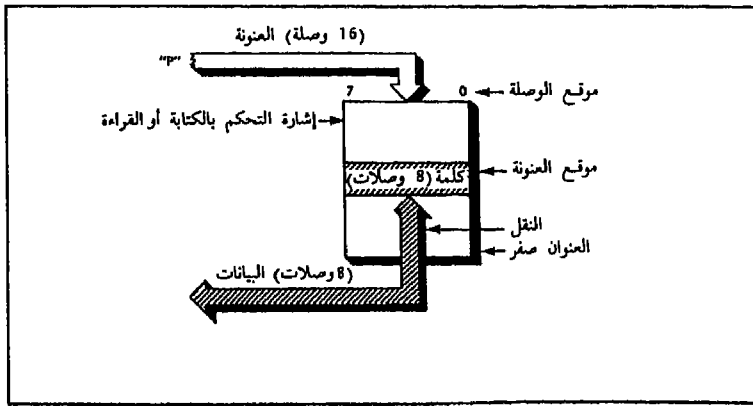 (16 وصلة) العنونة
"P"
7
0
موقع الوصلة
إشارة التحكم بالكتابة أو القراءة
موقع العنونة
كلمة (8 وصلات)
النقل
العنوان صفر
(8 وصلات) البيانات